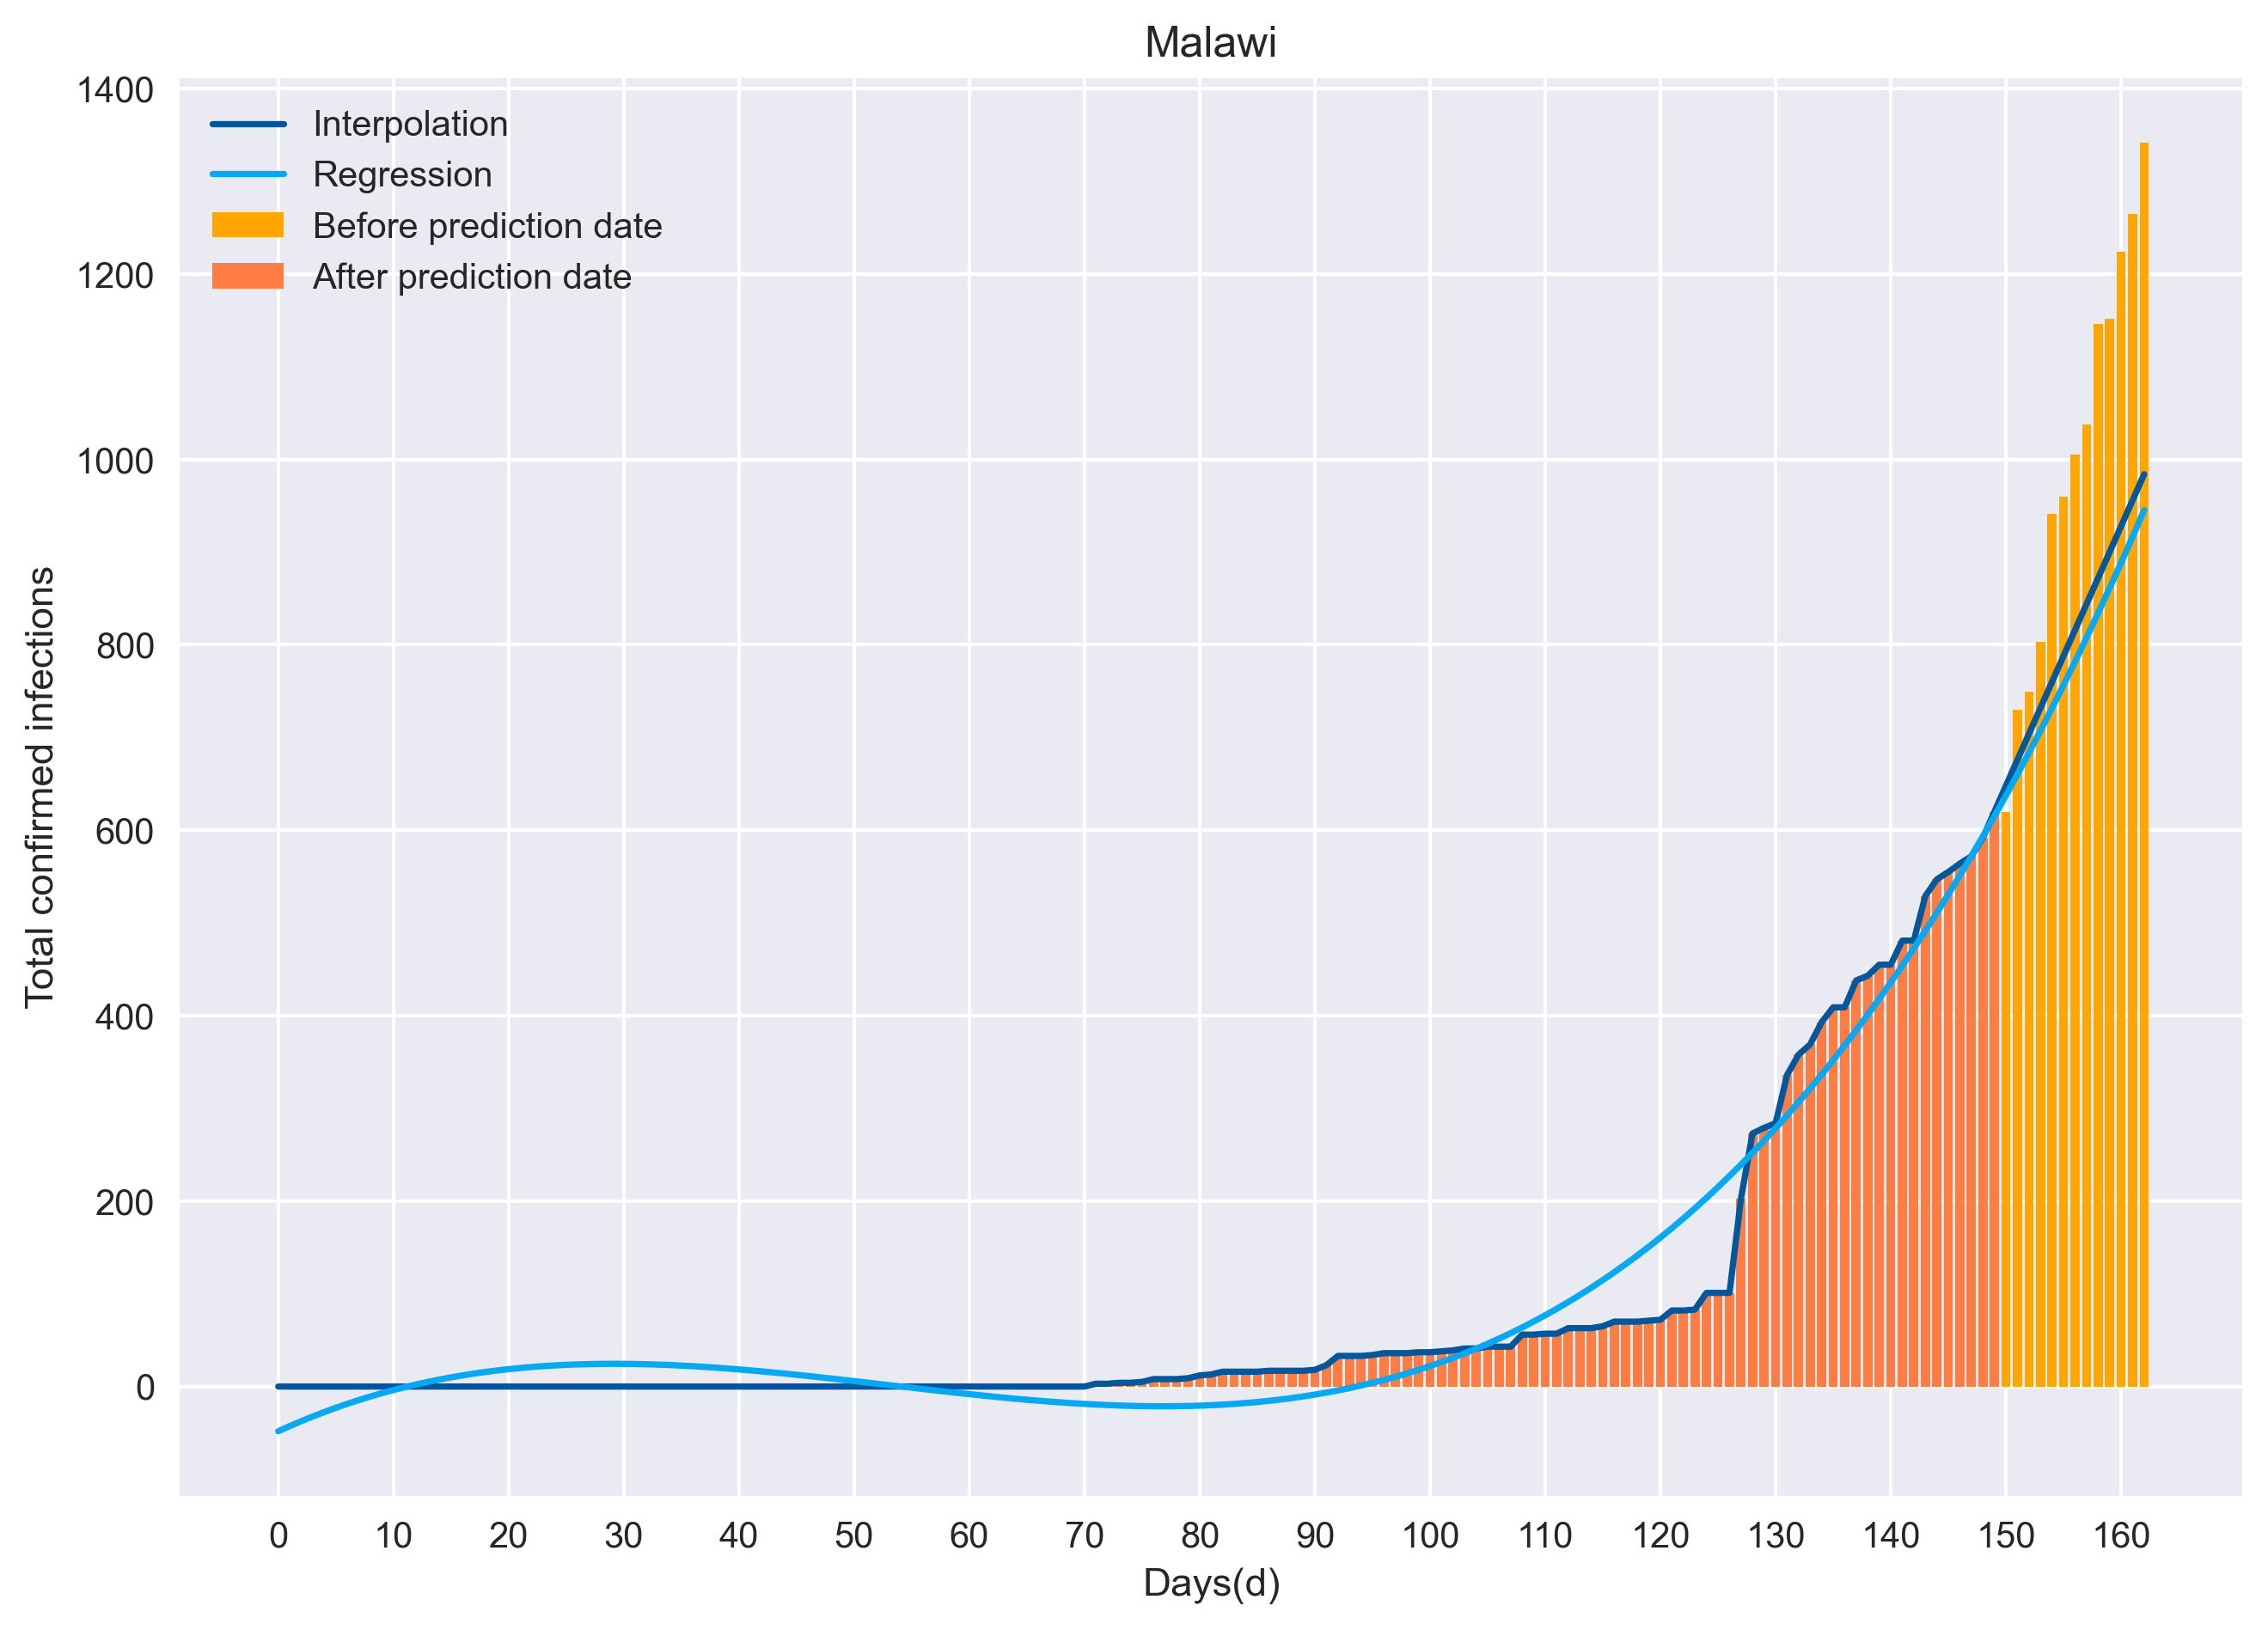 Malawi
1400
1200
1000
800
600
400
200
0
Total confirmed infections
Interpolation
Regression
Before prediction date
After prediction date
0 10 20 30 40 50 60 70 80 90 100 110 120 130 140 150 160
Days(d)